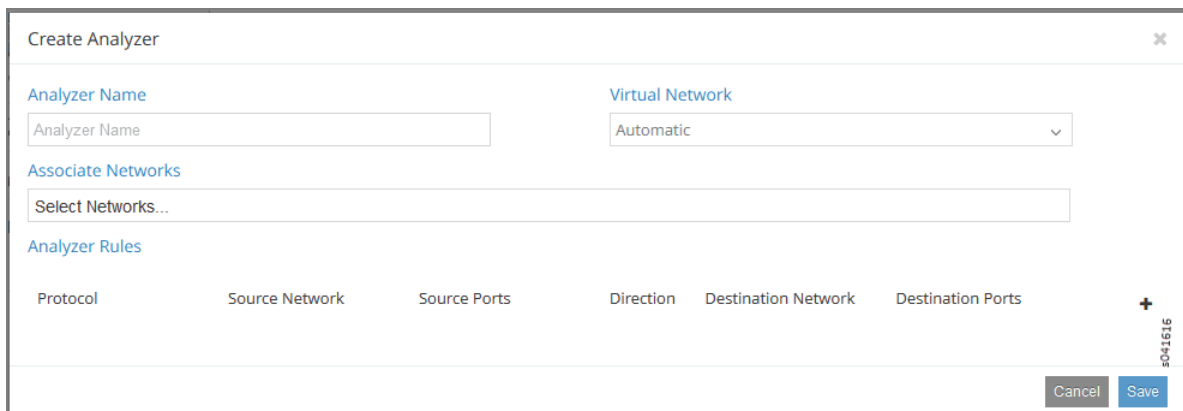 Create Analyzer
Analyzer Name Virtual Network
Analyzer Name Automatic
Associate Networks
Select Networks...
Analyzer Rules
Protocol Source Network Source Ports Direction Destination Network Destination Ports +
s041616
Cancel Save